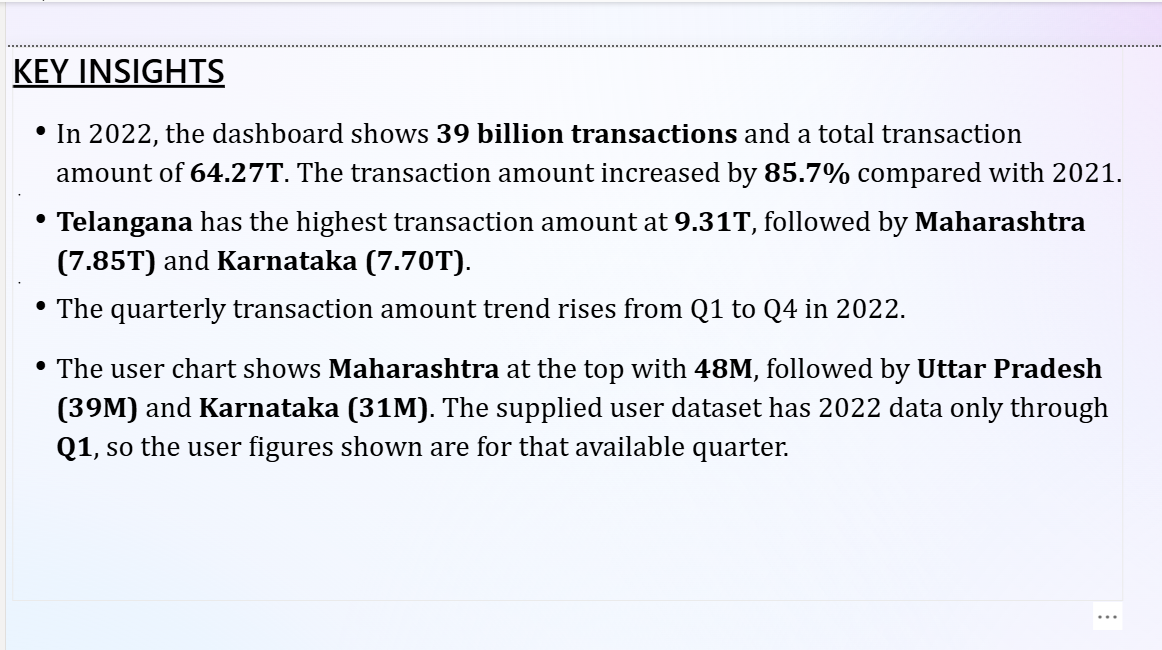 KEY INSIGHTS
• In 2022, the dashboard shows 39 billion transactions and a total transaction
amount of 64.27T. The transaction amount increased by 85.7% compared with 2021.
• Telangana has the highest transaction amount at 9.31T, followed by Maharashtra
(7.85T) and Karnataka (7.70T).
• The quarterly transaction amount trend rises from Q1 to Q4 in 2022.
• The user chart shows Maharashtra at the top with 48M, followed by Uttar Pradesh
(39M) and Karnataka (31M). The supplied user dataset has 2022 data only through
Q1, so the user figures shown are for that available quarter.